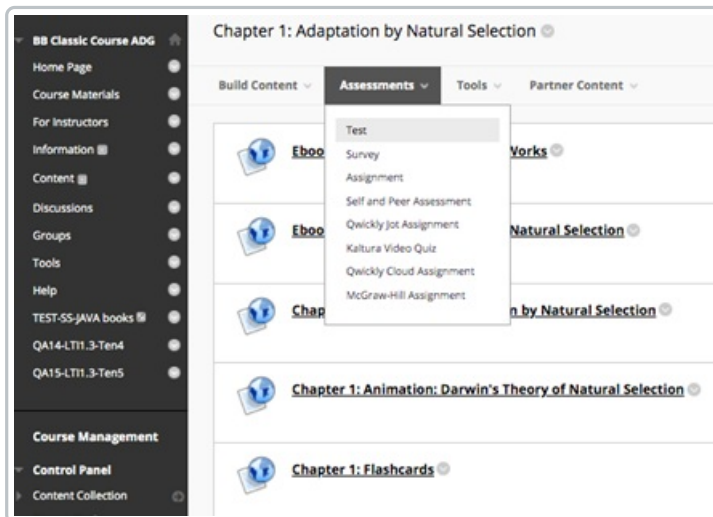 BB Classic Course ADG
Home Page
Course Materials
For Instructors
Information
Content
Discussions
Groups
Tools
Help
TEST-SS-JAVA books
QA14-LTI1.3-Ten4
QA15-LTI1.3-Ten5
Course Management
Control Panel
Content Collection
Chapter 1: Adaptation by Natural Selection
Build Content Assessments Tools Partner Content
Test
Survey
Assignment
Self and Peer Assessment
Qwickly Jot Assignment
Kaltura Video Quiz
Qwickly Cloud Assignment
McGraw-Hill Assignment
Works
Natural Selection
by Natural Selection
Chapter 1: Animation: Darwin's Theory of Natural Selection
Chapter 1: Flashcards